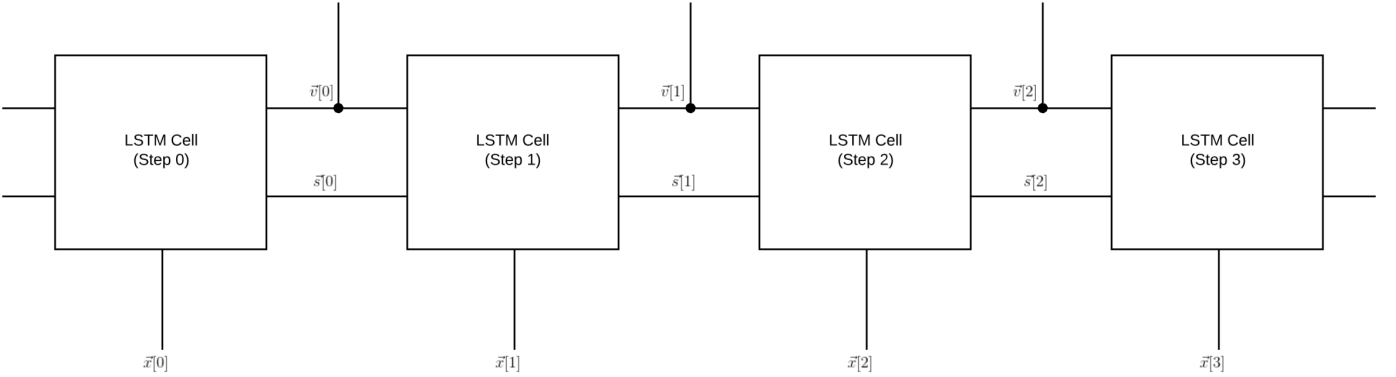 v⃗[0]
v⃗[1]
v⃗[2]
LSTM Cell
(Step 0)
LSTM Cell
(Step 1)
LSTM Cell
(Step 2)
LSTM Cell
(Step 3)
s⃗[0]
s⃗[1]
s⃗[2]
x⃗[0]
x⃗[1]
x⃗[2]
x⃗[3]